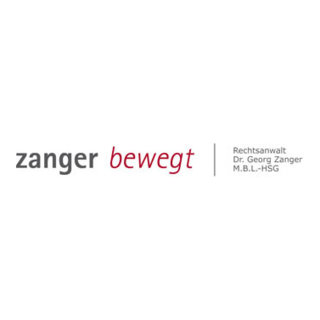 zanger bewegt
Rechtsanwalt
Dr. Georg Zanger
M.B.L.-HSG